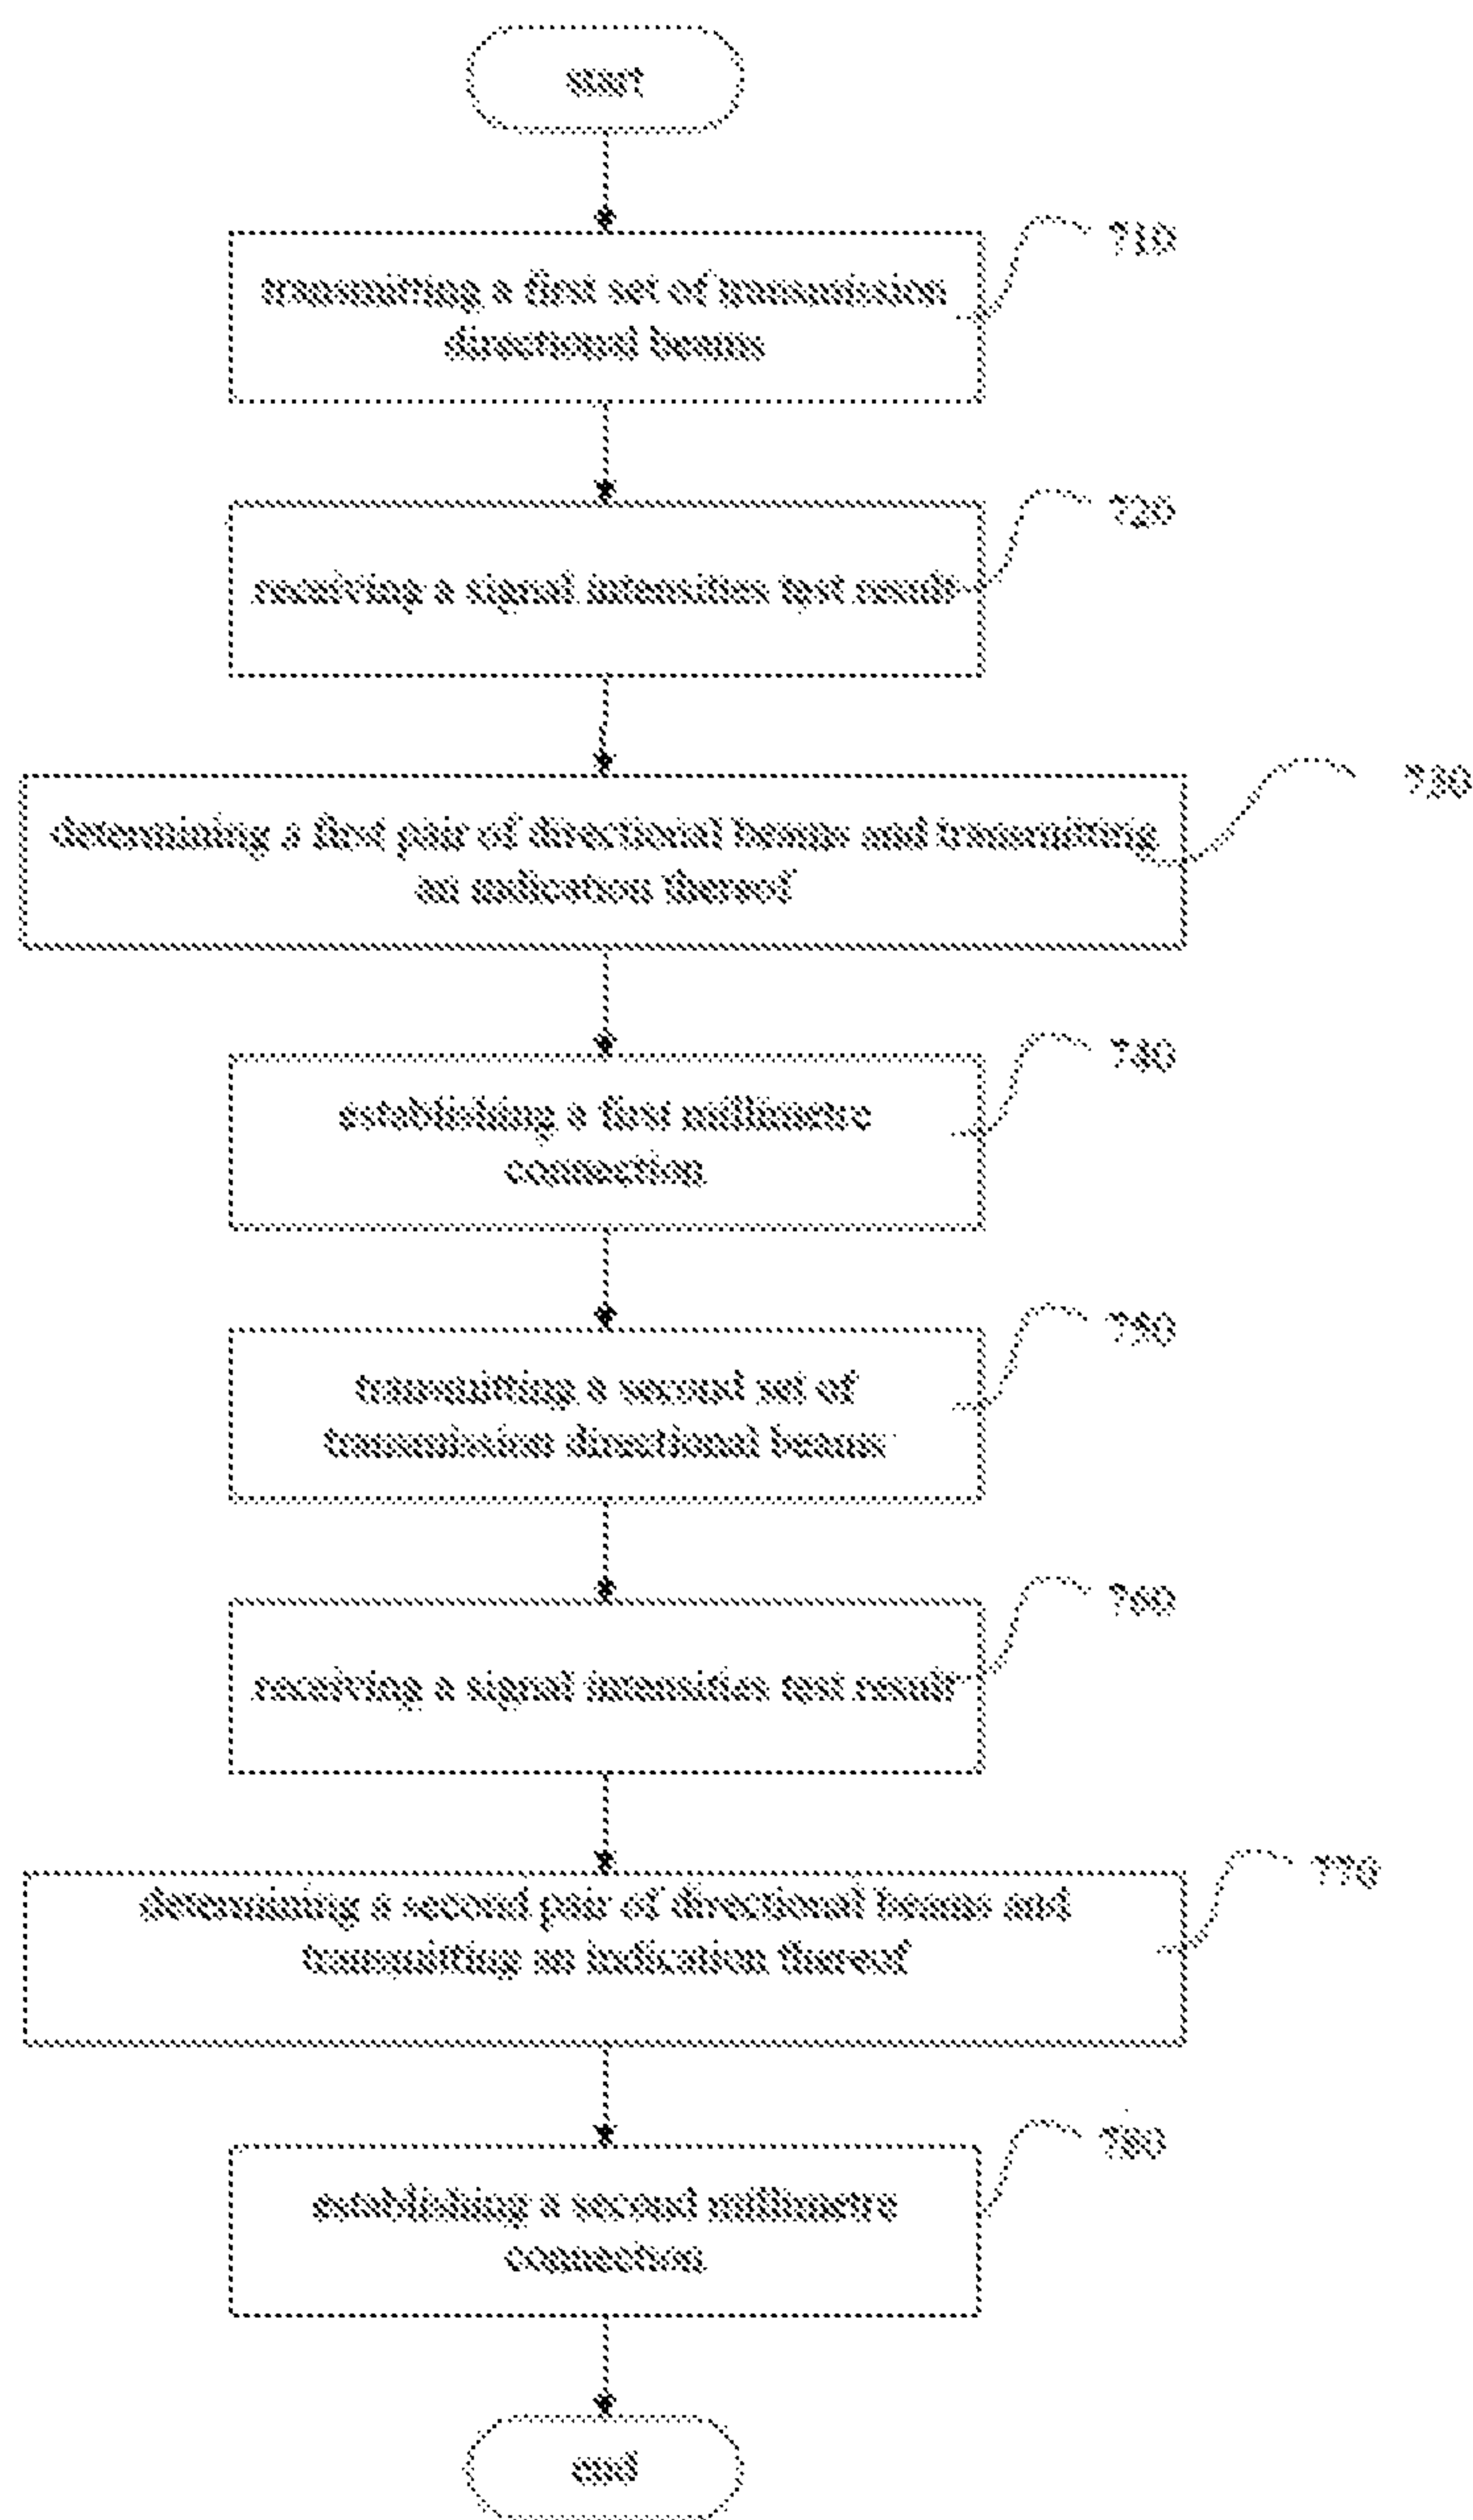 start
710
transmitting a first set of transmission
directional beams
720
receiving a signal intensities test result
730
determining a first pair of directional beams and transmitting
an indication thereof
740
establishing a first millimetre
connection
750
transmitting a second set of
transmission directional beams
760
receiving a signal intensities test result
770
determining a second pair of directional beams and
transmitting an indication thereof
780
establishing a second millimetre
connection
end